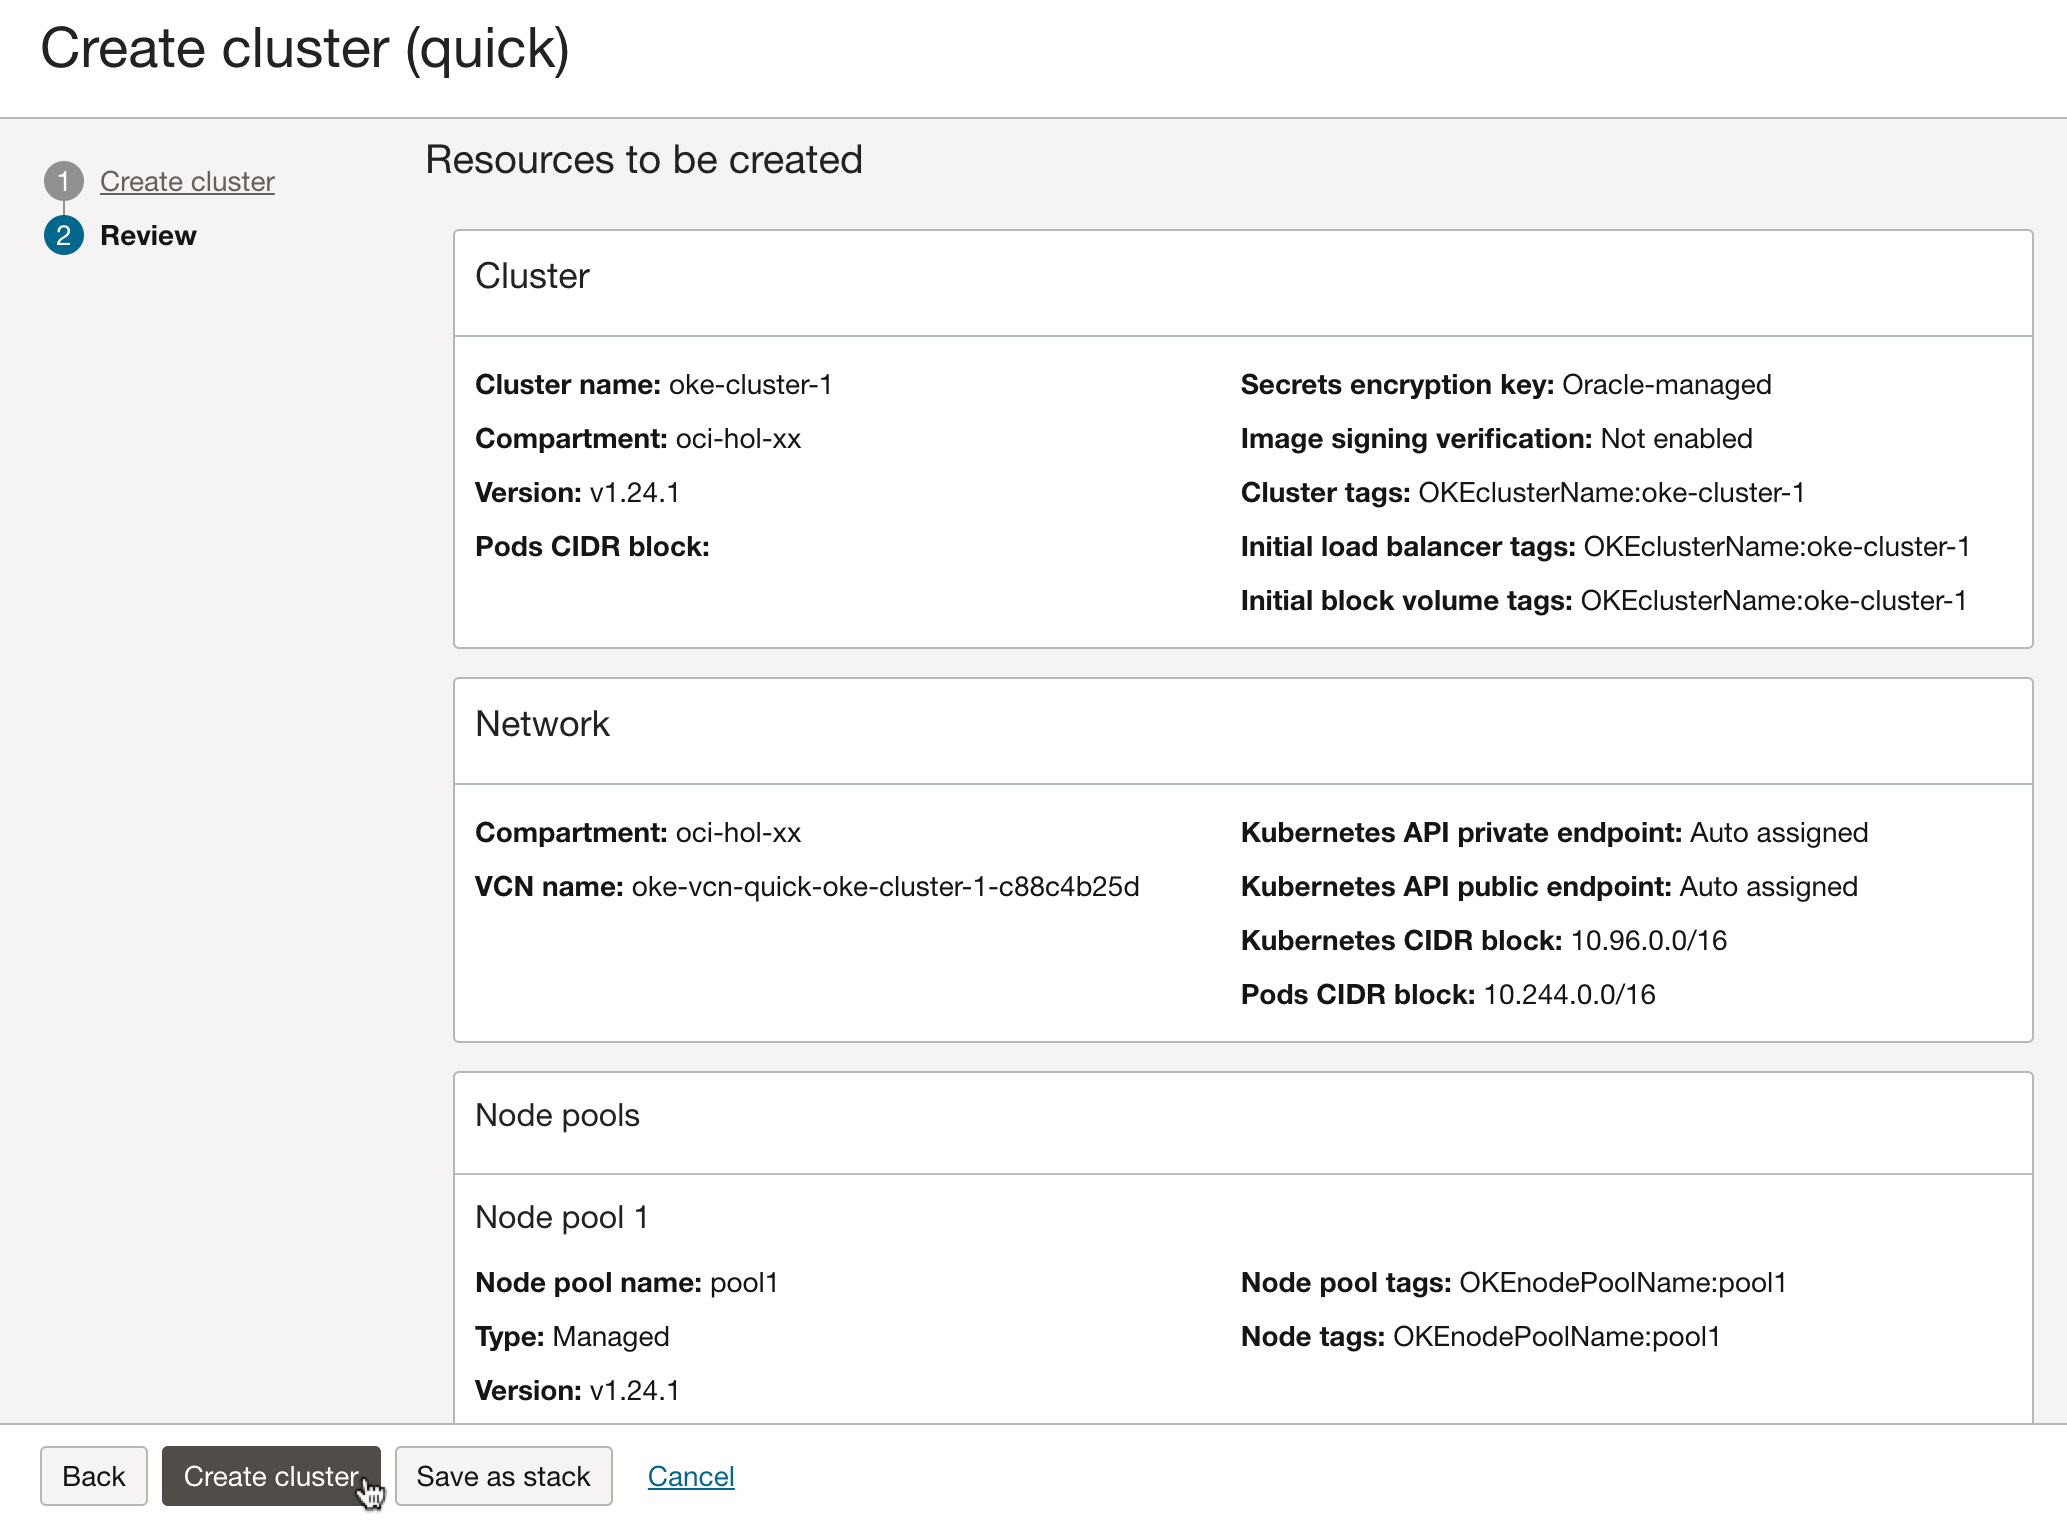 Create cluster (quick)
1 Create cluster
2 Review
Resources to be created
Cluster
Cluster name: oke-cluster-1
Compartment: oci-hol-xx
Version: v1.24.1
Pods CIDR block:
Secrets encryption key: Oracle-managed
Image signing verification: Not enabled
Cluster tags: OKEclusterName:oke-cluster-1
Initial load balancer tags: OKEclusterName:oke-cluster-1
Initial block volume tags: OKEclusterName:oke-cluster-1
Network
Compartment: oci-hol-xx
VCN name: oke-vcn-quick-oke-cluster-1-c88c4b25d
Kubernetes API private endpoint: Auto assigned
Kubernetes API public endpoint: Auto assigned
Kubernetes CIDR block: 10.96.0.0/16
Pods CIDR block: 10.244.0.0/16
Node pools
Node pool 1
Node pool name: pool1
Type: Managed
Version: v1.24.1
Node pool tags: OKEnodePoolName:pool1
Node tags: OKEnodePoolName:pool1
Back
Create cluster
Save as stack
Cancel